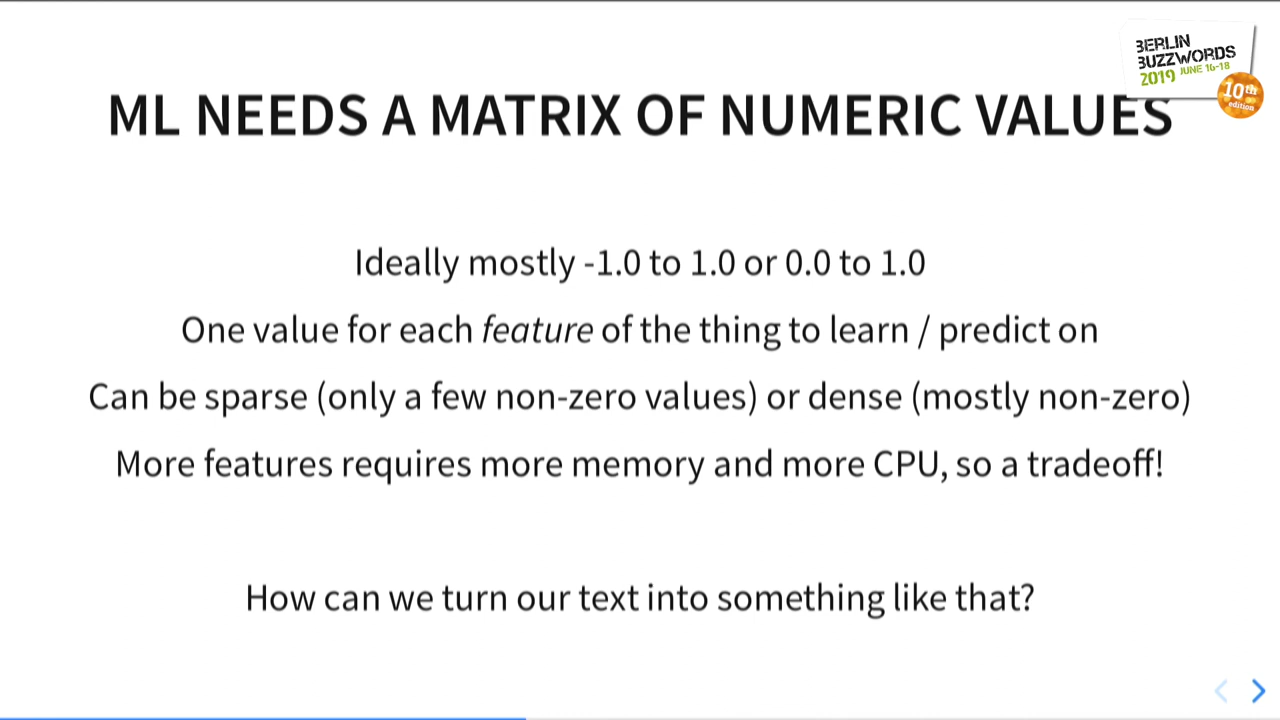 BERLIN
BUZZWORDS
2019 JUNE 16-18
10th
edition
ML NEEDS A MATRIX OF NUMERIC VALUES
Ideally mostly -1.0 to 1.0 or 0.0 to 1.0
One value for each feature of the thing to learn / predict on
Can be sparse (only a few non-zero values) or dense (mostly non-zero)
More features requires more memory and more CPU, so a tradeoff!
How can we turn our text into something like that?